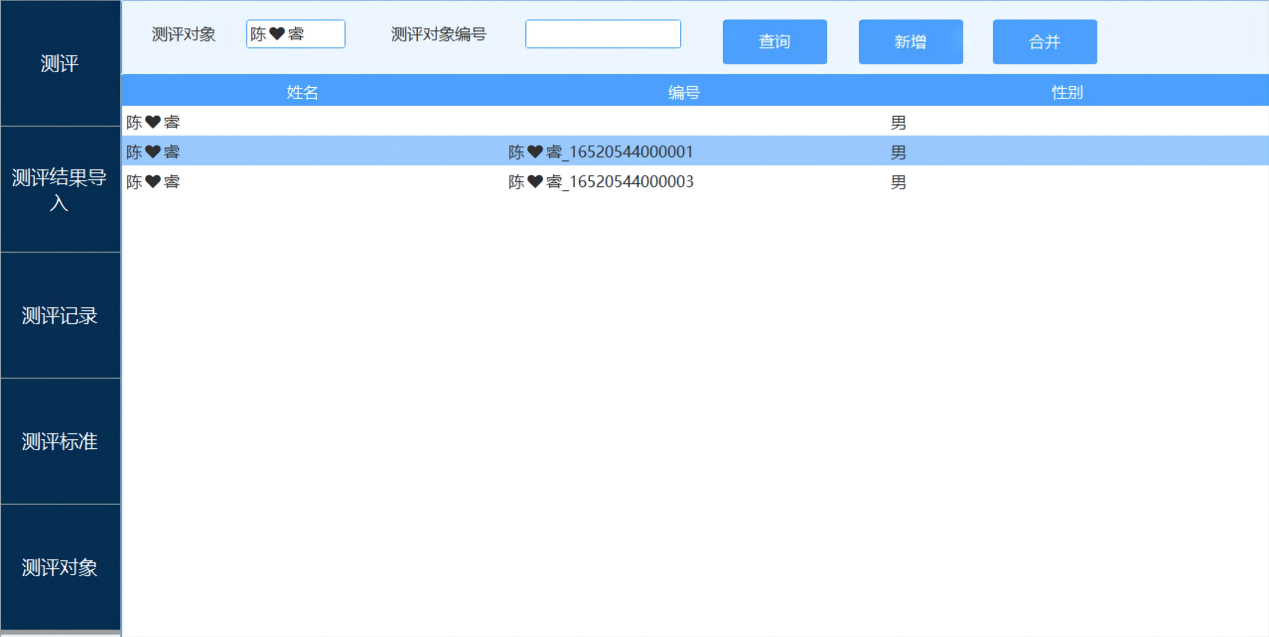 测评
测评结果导
入
测评记录
测评标准
测评对象
测评对象 陈❤睿 测评对象编号 查询 新增 合并
姓名 编号 性别
陈❤睿 男
陈❤睿 陈❤睿_16520544000001 男
陈❤睿 陈❤睿_16520544000003 男